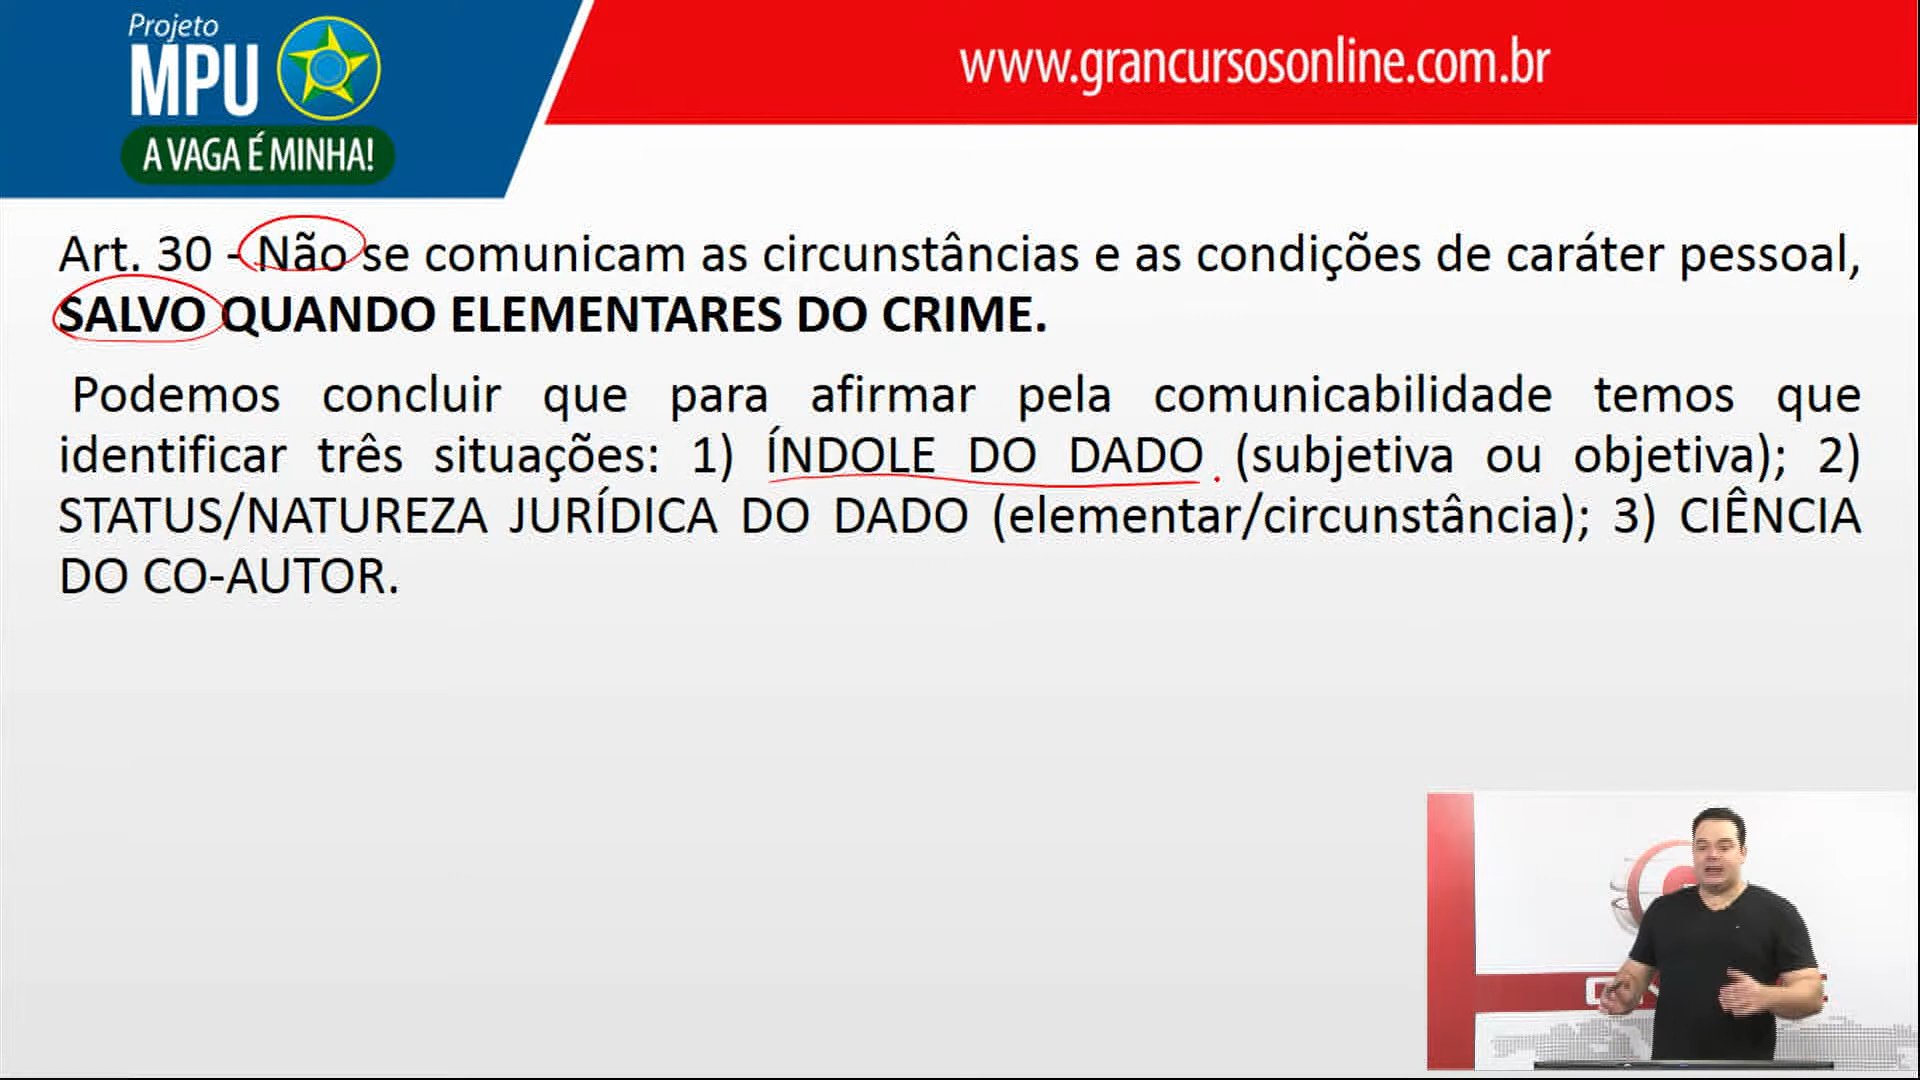 Projeto
MPU
A VAGA É MINHA!
www.grancursosonline.com.br
Art. 30 - Não se comunicam as circunstâncias e as condições de caráter pessoal,
SALVO QUANDO ELEMENTARES DO CRIME.
Podemos concluir que para afirmar pela comunicabilidade temos que
identificar três situações: 1) ÍNDOLE DO DADO (subjetiva ou objetiva); 2)
STATUS/NATUREZA JURÍDICA DO DADO (elementar/circunstância); 3) CIÊNCIA
DO CO-AUTOR.